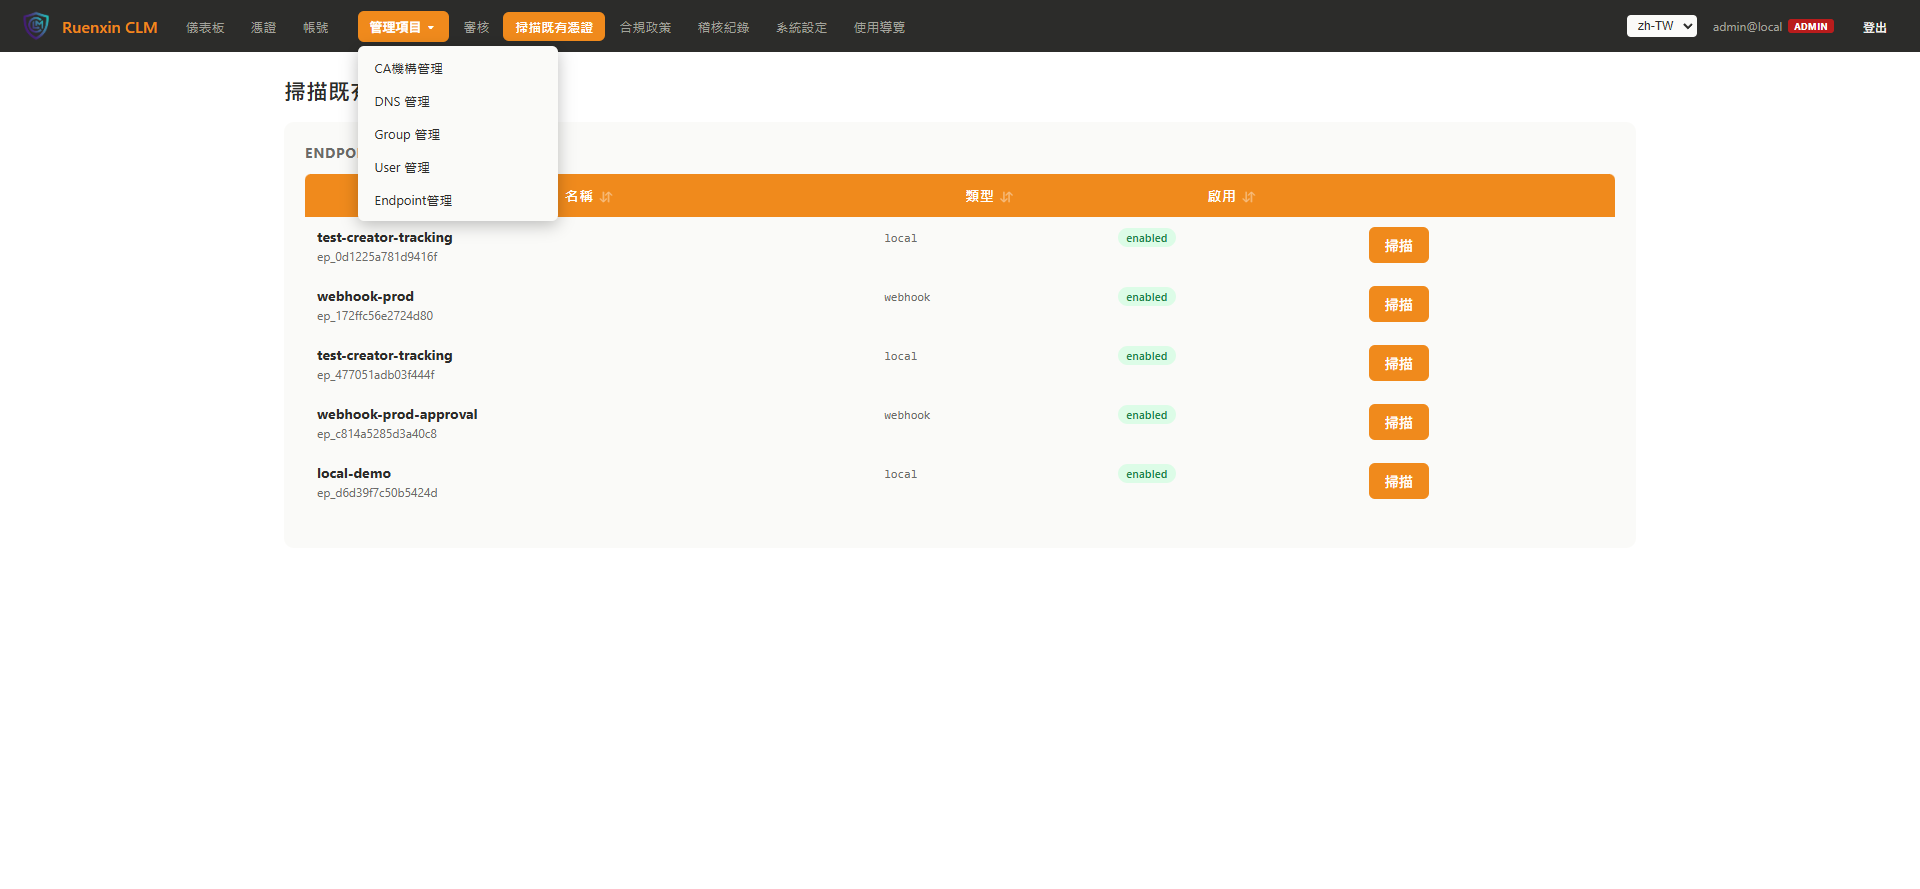 Ruenxin CLM 儀表板 憑證 帳號 管理項目 審核 掃描既有憑證 合規政策 稽核紀錄 系統設定 使用導覽 zh-TW admin@local ADMIN 登出
CA機構管理
DNS 管理
Group 管理
User 管理
Endpoint管理
掃描既
ENDPO
名稱 類型 啟用
test-creator-tracking local enabled 掃描
ep_0d1225a781d9416f
webhook-prod webhook enabled 掃描
ep_172ffc56e2724d80
test-creator-tracking local enabled 掃描
ep_477051adb03f444f
webhook-prod-approval webhook enabled 掃描
ep_c814a5285d3a40c8
local-demo local enabled 掃描
ep_d6d39f7c50b5424d